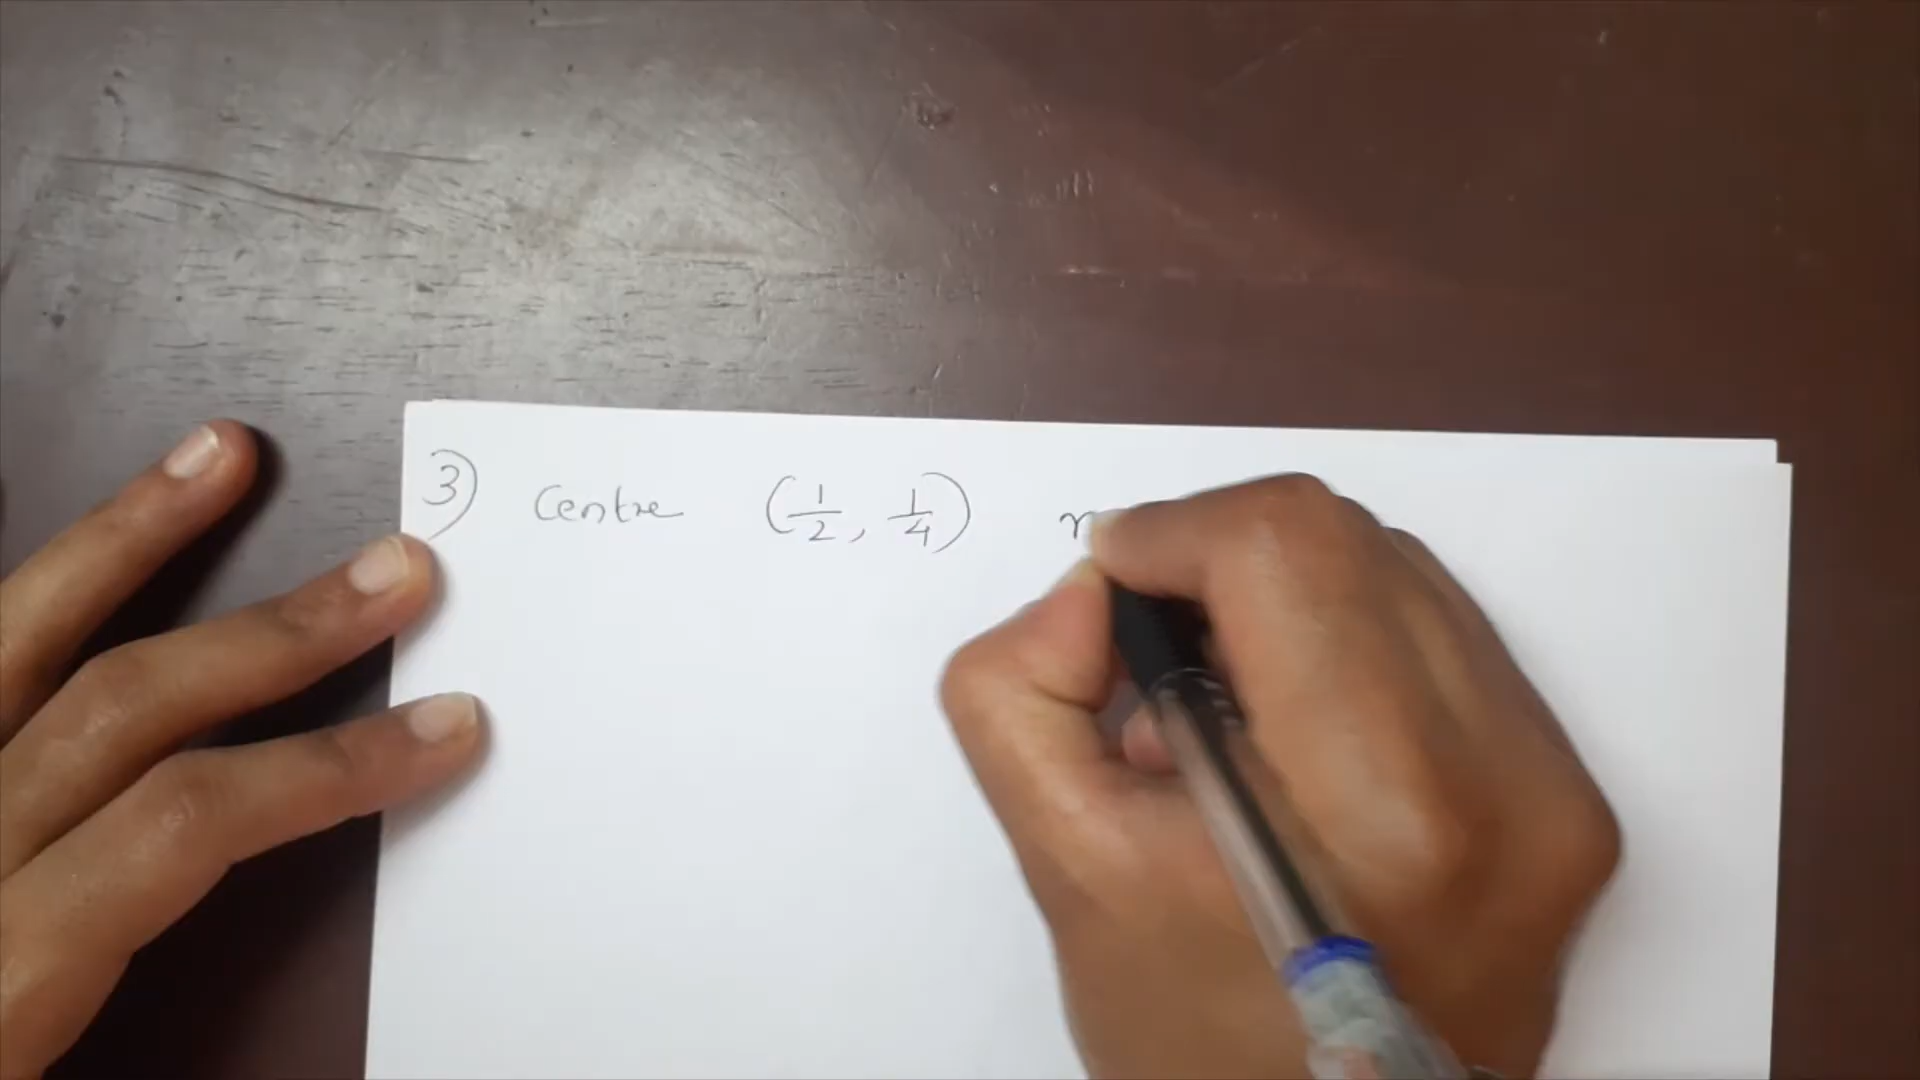 3) Centre (1/2, 1/4) r